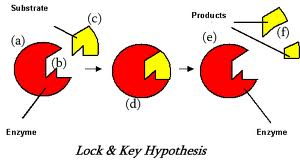 Substrate
Products
(c)
(a)
(e)
(f)
(b)
(d)
Enzyme
Enzyme
Lock & Key Hypothesis